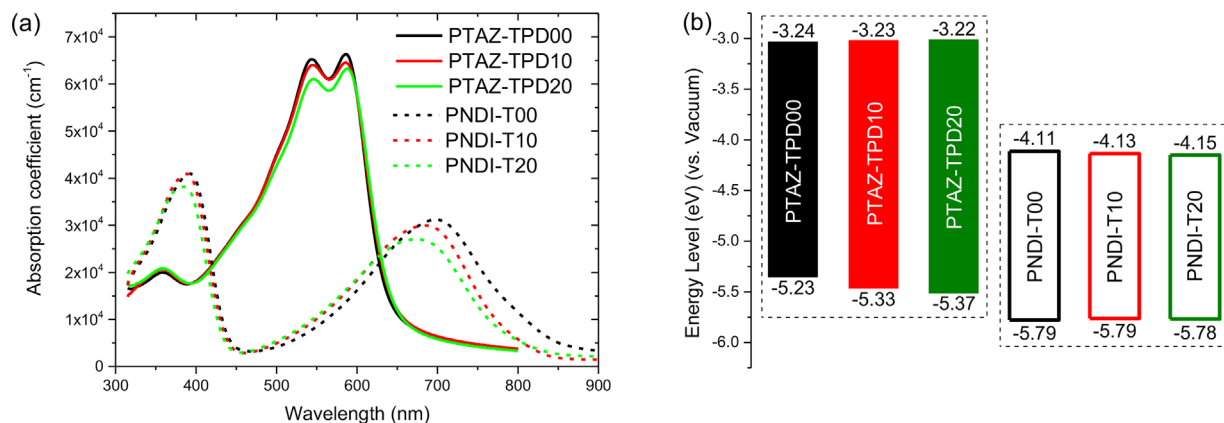 (a)
Absorption coefficient (cm⁻¹)
7x10⁴
6x10⁴
5x10⁴
4x10⁴
3x10⁴
2x10⁴
1x10⁴
0
300 400 500 600 700 800 900
Wavelength (nm)
PTAZ-TPD00
PTAZ-TPD10
PTAZ-TPD20
PNDI-T00
PNDI-T10
PNDI-T20
(b)
Energy Level (eV) (vs. Vacuum)
-3.0
-3.5
-4.0
-4.5
-5.0
-5.5
-6.0
-3.24 -3.23 -3.22
PTAZ-TPD00
PTAZ-TPD10
PTAZ-TPD20
-5.23 -5.33 -5.37
-4.11 -4.13 -4.15
PNDI-T00
PNDI-T10
PNDI-T20
-5.79 -5.79 -5.78